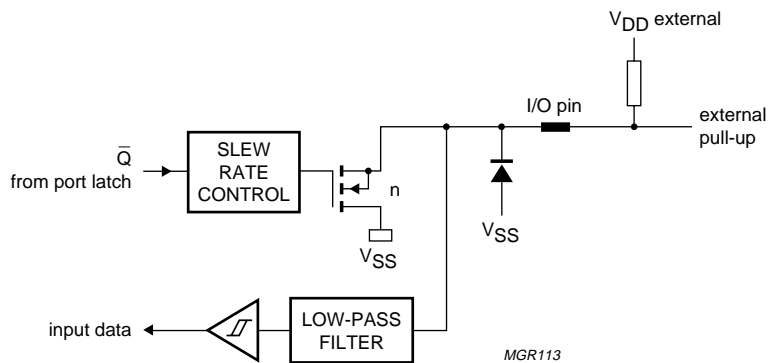 VDD external
I/O pin
external
pull-up
Q̅
from port latch
SLEW
RATE
CONTROL
n
VSS
VSS
input data
LOW-PASS
FILTER
MGR113